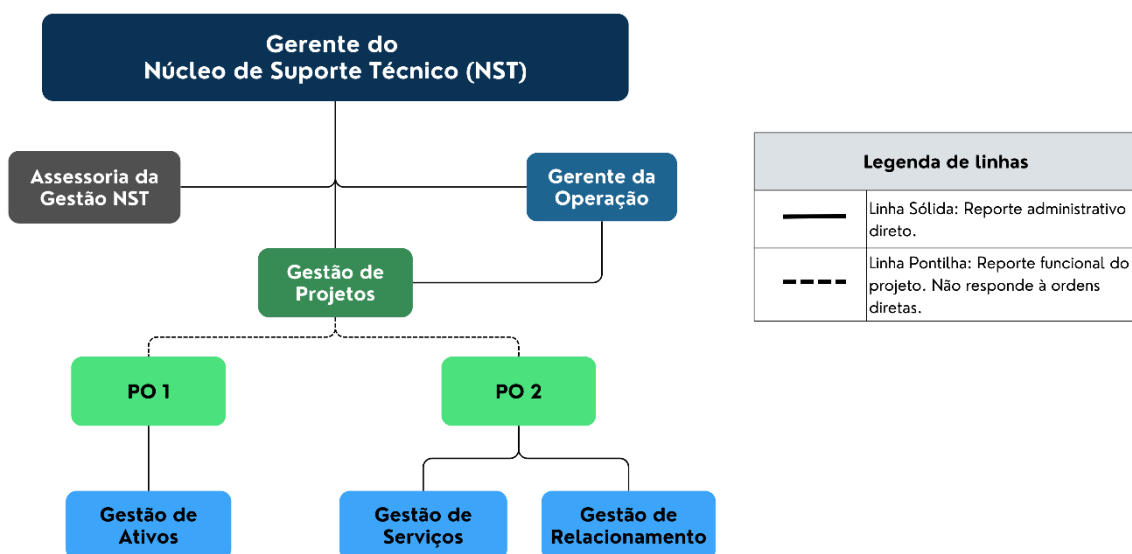 Gerente do
Núcleo de Suporte Técnico (NST)
Assessoria da
Gestão NST
Gerente da
Operação
Gestão de
Projetos
PO 1
PO 2
Gestão de
Ativos
Gestão de
Serviços
Gestão de
Relacionamento
Legenda de linhas
Linha Sólida: Reporte administrativo
direto.
Linha Pontilha: Reporte funcional do
projeto. Não responde à ordens
diretas.